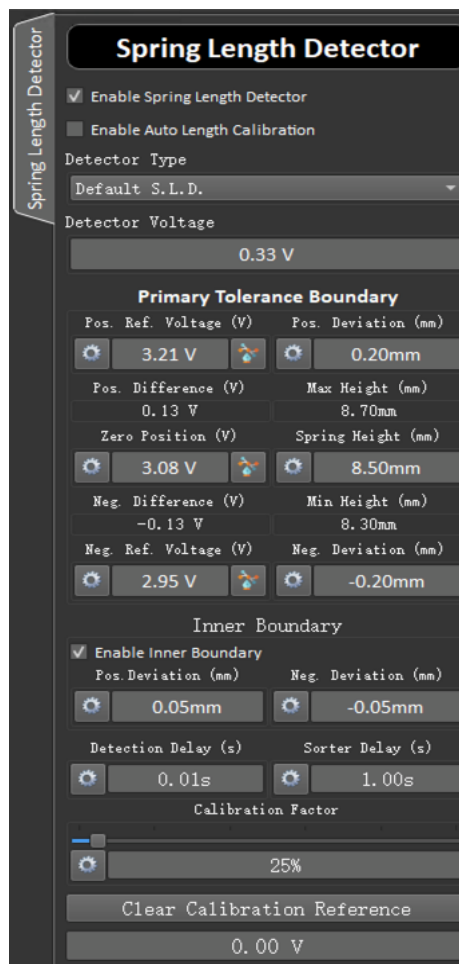 Spring Length Detector
Spring Length Detector
Enable Spring Length Detector
Enable Auto Length Calibration
Detector Type
Default S.L.D.
Detector Voltage
0.33 V
Primary Tolerance Boundary
Pos. Ref. Voltage (V) Pos. Deviation (mm)
3.21 V 0.20mm
Pos. Difference (V) Max Height (mm)
0.13 V 8.70mm
Zero Position (V) Spring Height (mm)
3.08 V 8.50mm
Neg. Difference (V) Min Height (mm)
-0.13 V 8.30mm
Neg. Ref. Voltage (V) Neg. Deviation (mm)
2.95 V -0.20mm
Inner Boundary
Enable Inner Boundary
Pos.Deviation (mm) Neg. Deviation (mm)
0.05mm -0.05mm
Detection Delay (s) Sorter Delay (s)
0.01s 1.00s
Calibration Factor
25%
Clear Calibration Reference
0.00 V